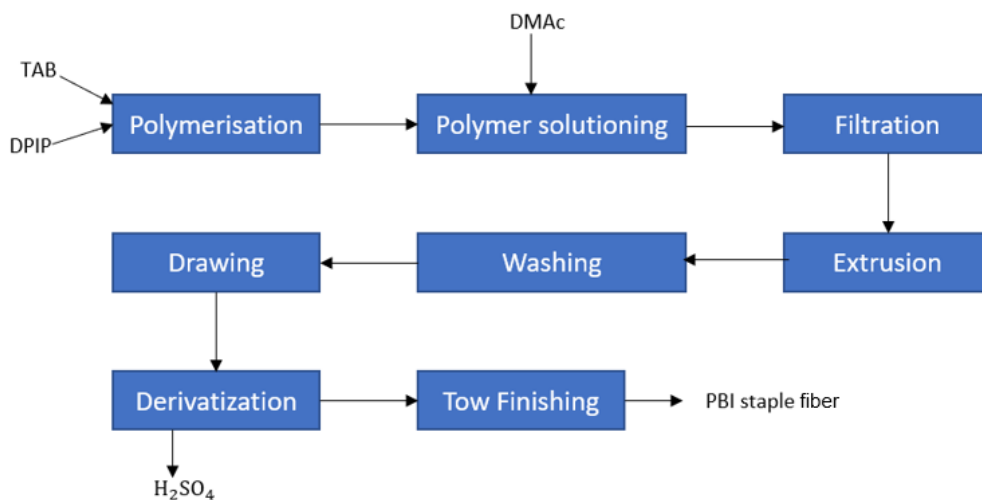 DMAc
TAB
DPIP
Polymerisation
Polymer solutioning
Filtration
Drawing
Washing
Extrusion
Derivatization
Tow Finishing
PBI staple fiber
H₂SO₄